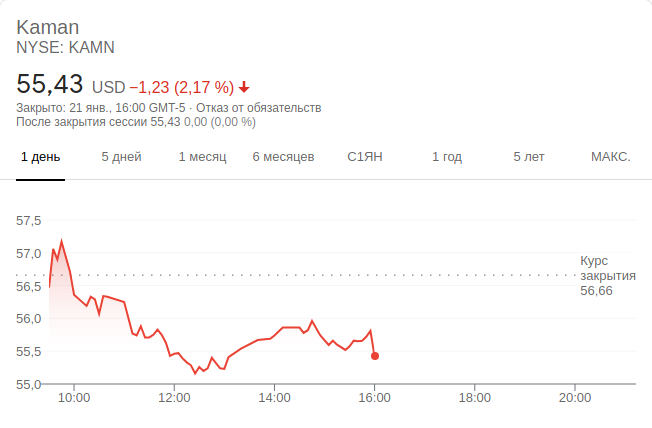 Kaman
NYSE: KAMN
55,43 USD −1,23 (2,17 %)
Закрыто: 21 янв., 16:00 GMT-5 · Отказ от обязательств
После закрытия сессии 55,43 0,00 (0,00 %)
1 день 5 дней 1 месяц 6 месяцев С1ЯН 1 год 5 лет МАКС.
57,5
57,0
56,5
56,0
55,5
55,0
Курс
закрытия
56,66
10:00 12:00 14:00 16:00 18:00 20:00